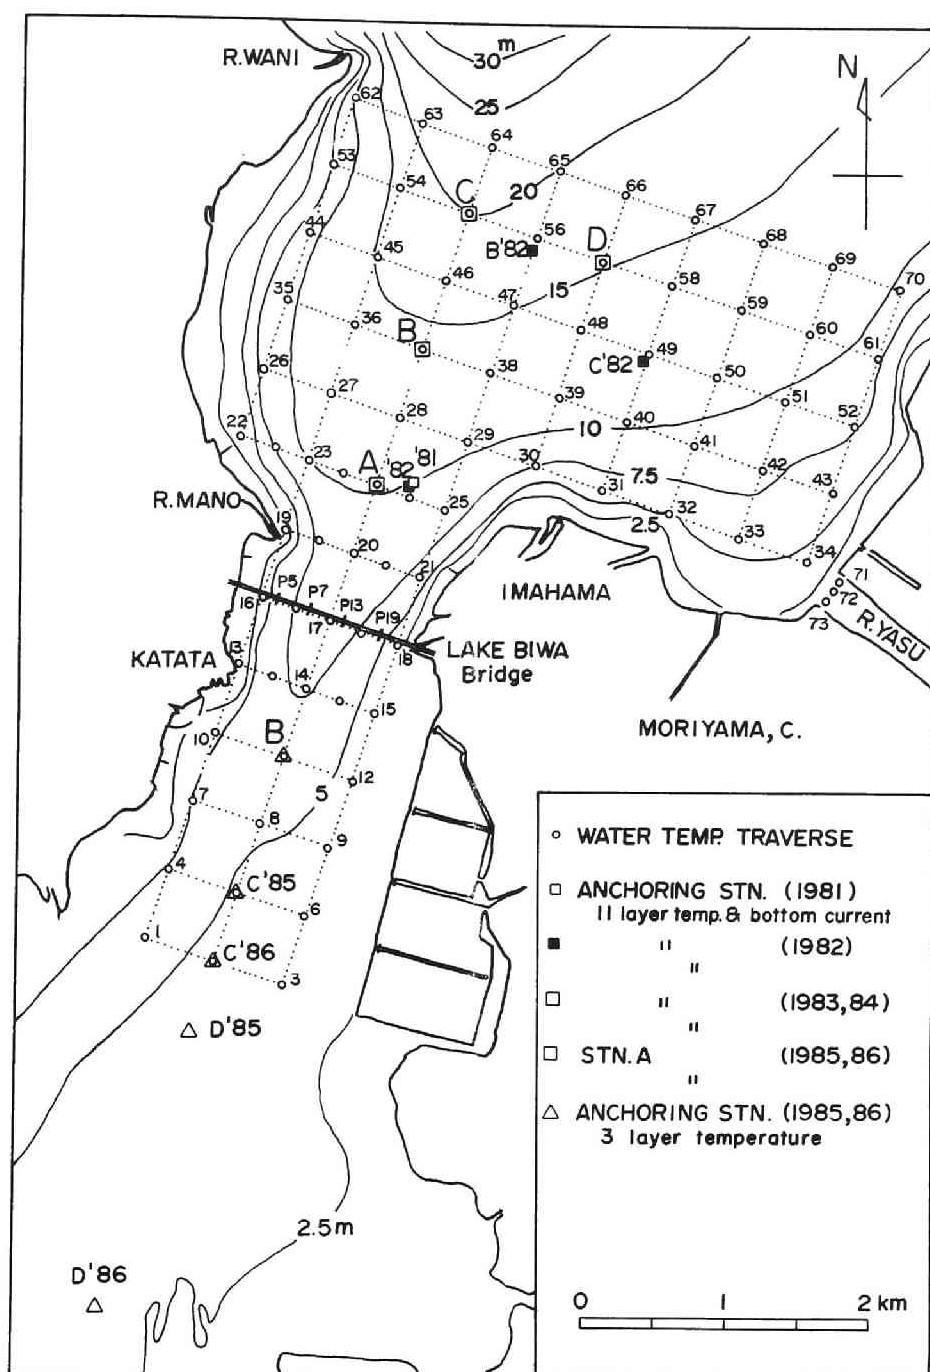 m
30
R.WANI
N
25
62
63
64
65
66
67
68
69
70
53
54
C
20
56
B'82
D
58
59
60
61
44
45
46
47
15
48
49
C'82
50
51
52
35
36
B
38
39
40
10
41
42
43
26
27
28
29
30
31
7.5
32
2.5
33
34
22
23
A
'82
'81
25
R.MANO
19
20
21
71
72
73
R.YASU
IMAHAMA
16
P5
P7
17
P13
P19
18
LAKE BIWA
Bridge
KATATA
13
14
15
MORIYAMA, C.
10
B
12
5
7
8
9
4
C'85
6
1
C'86
3
D'85
2.5m
D'86
WATER TEMP. TRAVERSE
ANCHORING STN. (1981)
11 layer temp. & bottom current
" (1982)
"
" (1983,84)
"
STN. A (1985,86)
"
ANCHORING STN. (1985,86)
3 layer temperature
0 1 2 km